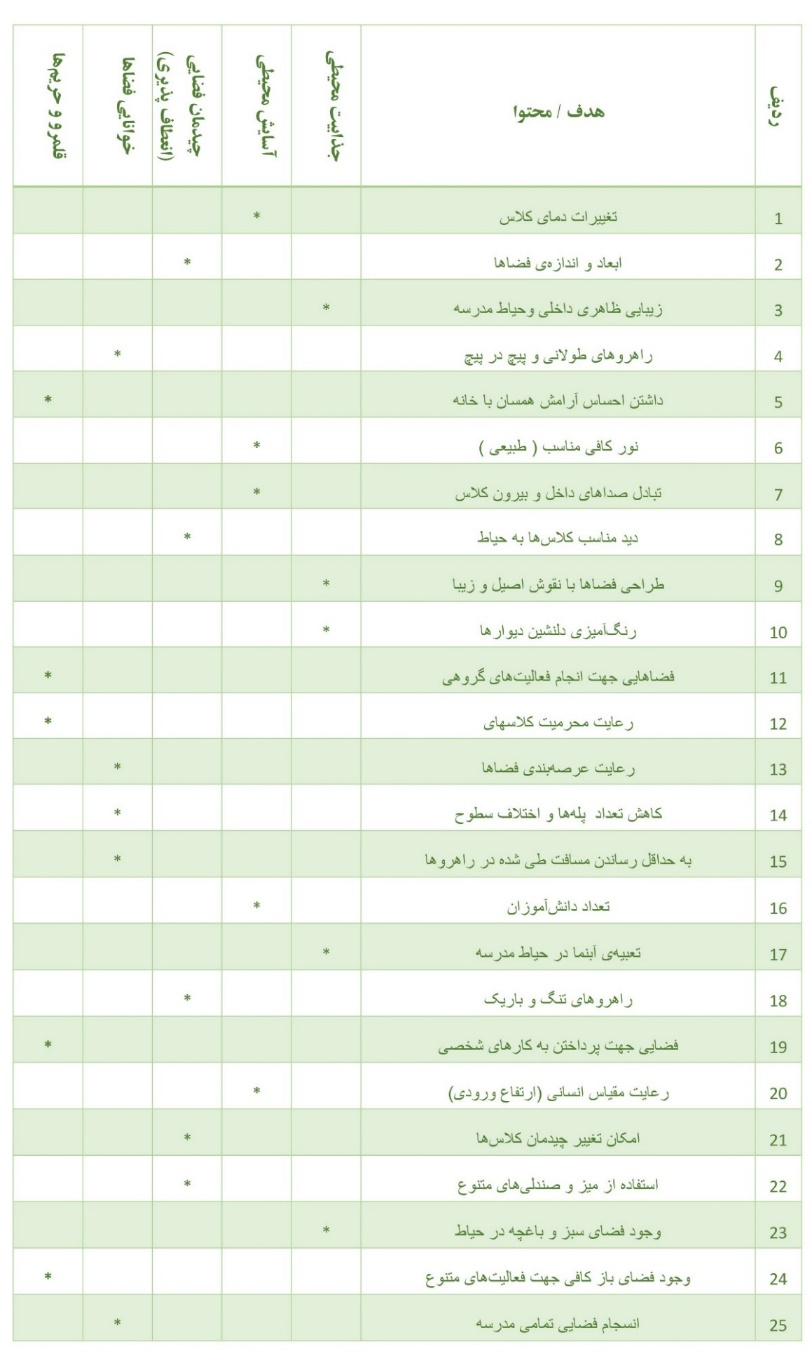 ردیف هدف / محتوا جذابیت محیطی آسایش محیطی چیدمان فضایی (انعطاف پذیری) خوانایی فضاها قلمرو و حریم‌ها
1 تغییرات دمای کلاس *
2 ابعاد و اندازه‌ی فضاها *
3 زیبایی ظاهری داخلی وحیاط مدرسه *
4 راهروهای طولانی و پیچ در پیچ *
5 داشتن احساس آرامش همسان با خانه *
6 نور کافی مناسب ( طبیعی ) *
7 تبادل صداهای داخل و بیرون کلاس *
8 دید مناسب کلاس‌ها به حیاط *
9 طراحی فضاها با نقوش اصیل و زیبا *
10 رنگ‌آمیزی دلنشین دیوارها *
11 فضاهایی جهت انجام فعالیت‌های گروهی *
12 رعایت محرمیت کلاسهای *
13 رعایت عرصه‌بندی فضاها *
14 کاهش تعداد پله‌ها و اختلاف سطوح *
15 به حداقل رساندن مسافت طی شده در راهروها *
16 تعداد دانش‌آموزان *
17 تعبیه‌ی آبنما در حیاط مدرسه *
18 راهروهای تنگ و باریک *
19 فضایی جهت پرداختن به کارهای شخصی *
20 رعایت مقیاس انسانی (ارتفاع ورودی) *
21 امکان تغییر چیدمان کلاس‌ها *
22 استفاده از میز و صندلی‌های متنوع *
23 وجود فضای سبز و باغچه در حیاط *
24 وجود فضای باز کافی جهت فعالیت‌های متنوع *
25 انسجام فضایی تمامی مدرسه *